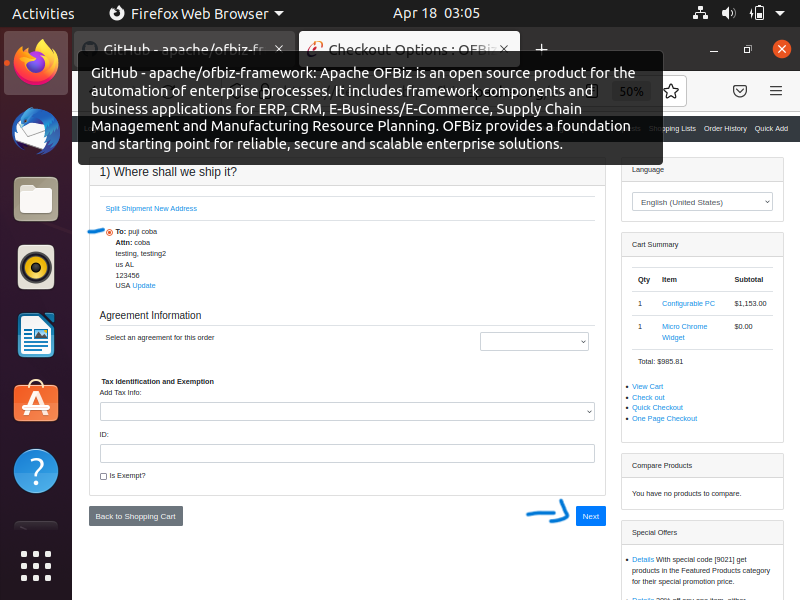 Activities
Firefox Web Browser
Apr 18 03:05
GitHub - apache/ofbiz-fr
Checkout Options : OFBiz
GitHub - apache/ofbiz-framework: Apache OFBiz is an open source product for the
automation of enterprise processes. It includes framework components and
business applications for ERP, CRM, E-Business/E-Commerce, Supply Chain
Management and Manufacturing Resource Planning. OFBiz provides a foundation
and starting point for reliable, secure and scalable enterprise solutions.
50%
Shopping Lists Order History Quick Add
1) Where shall we ship it?
Split Shipment New Address
To: puji coba
Attn: coba
testing, testing2
us AL
123456
USA Update
Agreement Information
Select an agreement for this order
Tax Identification and Exemption
Add Tax Info:
ID:
Is Exempt?
Back to Shopping Cart
Next
Language
English (United States)
Cart Summary
Qty Item Subtotal
1 Configurable PC $1,153.00
1 Micro Chrome $0.00
Widget
Total: $985.81
View Cart
Check out
Quick Checkout
One Page Checkout
Compare Products
You have no products to compare.
Special Offers
Details With special code [9021] get
products in the Featured Products category
for their special promotion price.